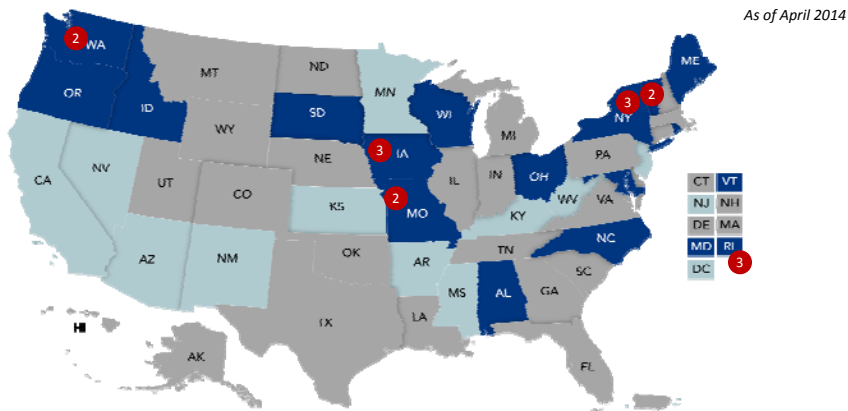 As of April 2014
2 WA
MT
ND
MN
ME
OR
ID
SD
WI
3 2
NY
WY
MI
3 IA
NE
PA
NV
CA
UT
CO
IL
IN
OH
2
MO
KS
WV
VA
KY
CT VT
NJ NH
DE MA
MD RI
DC 3
AZ
NM
OK
AR
TN
NC
SC
MS
AL
GA
TX
LA
HI
AK
FL